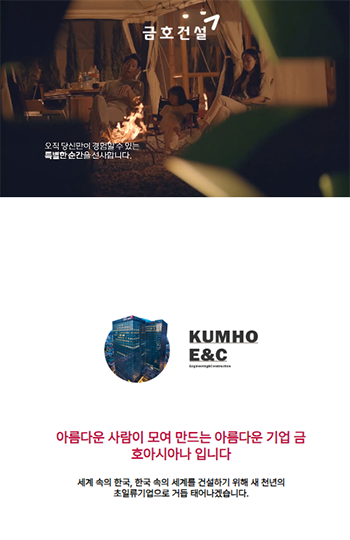 금호건설
오직 당신만이 경험할 수 있는
특별한 순간을 선사합니다.
KUMHO
E&C
아름다운 사람이 모여 만드는 아름다운 기업 금
호아시아나 입니다
세계 속의 한국, 한국 속의 세계를 건설하기 위해 새 천년의
초일류기업으로 거듭 태어나겠습니다.